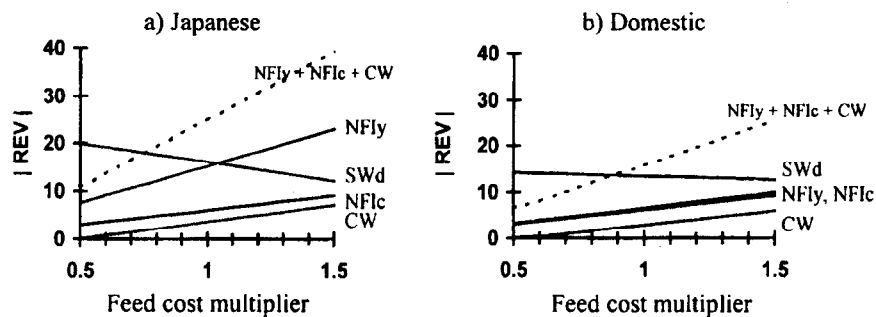 a) Japanese
| REV |
40
30
20
10
0
NFIy + NFIc + CW
NFIy
SWd
NFIc
CW
0.5
1
1.5
Feed cost multiplier
b) Domestic
| REV |
40
30
20
10
0
NFIy + NFIc + CW
SWd
NFIy, NFIc
CW
0.5
1
1.5
Feed cost multiplier